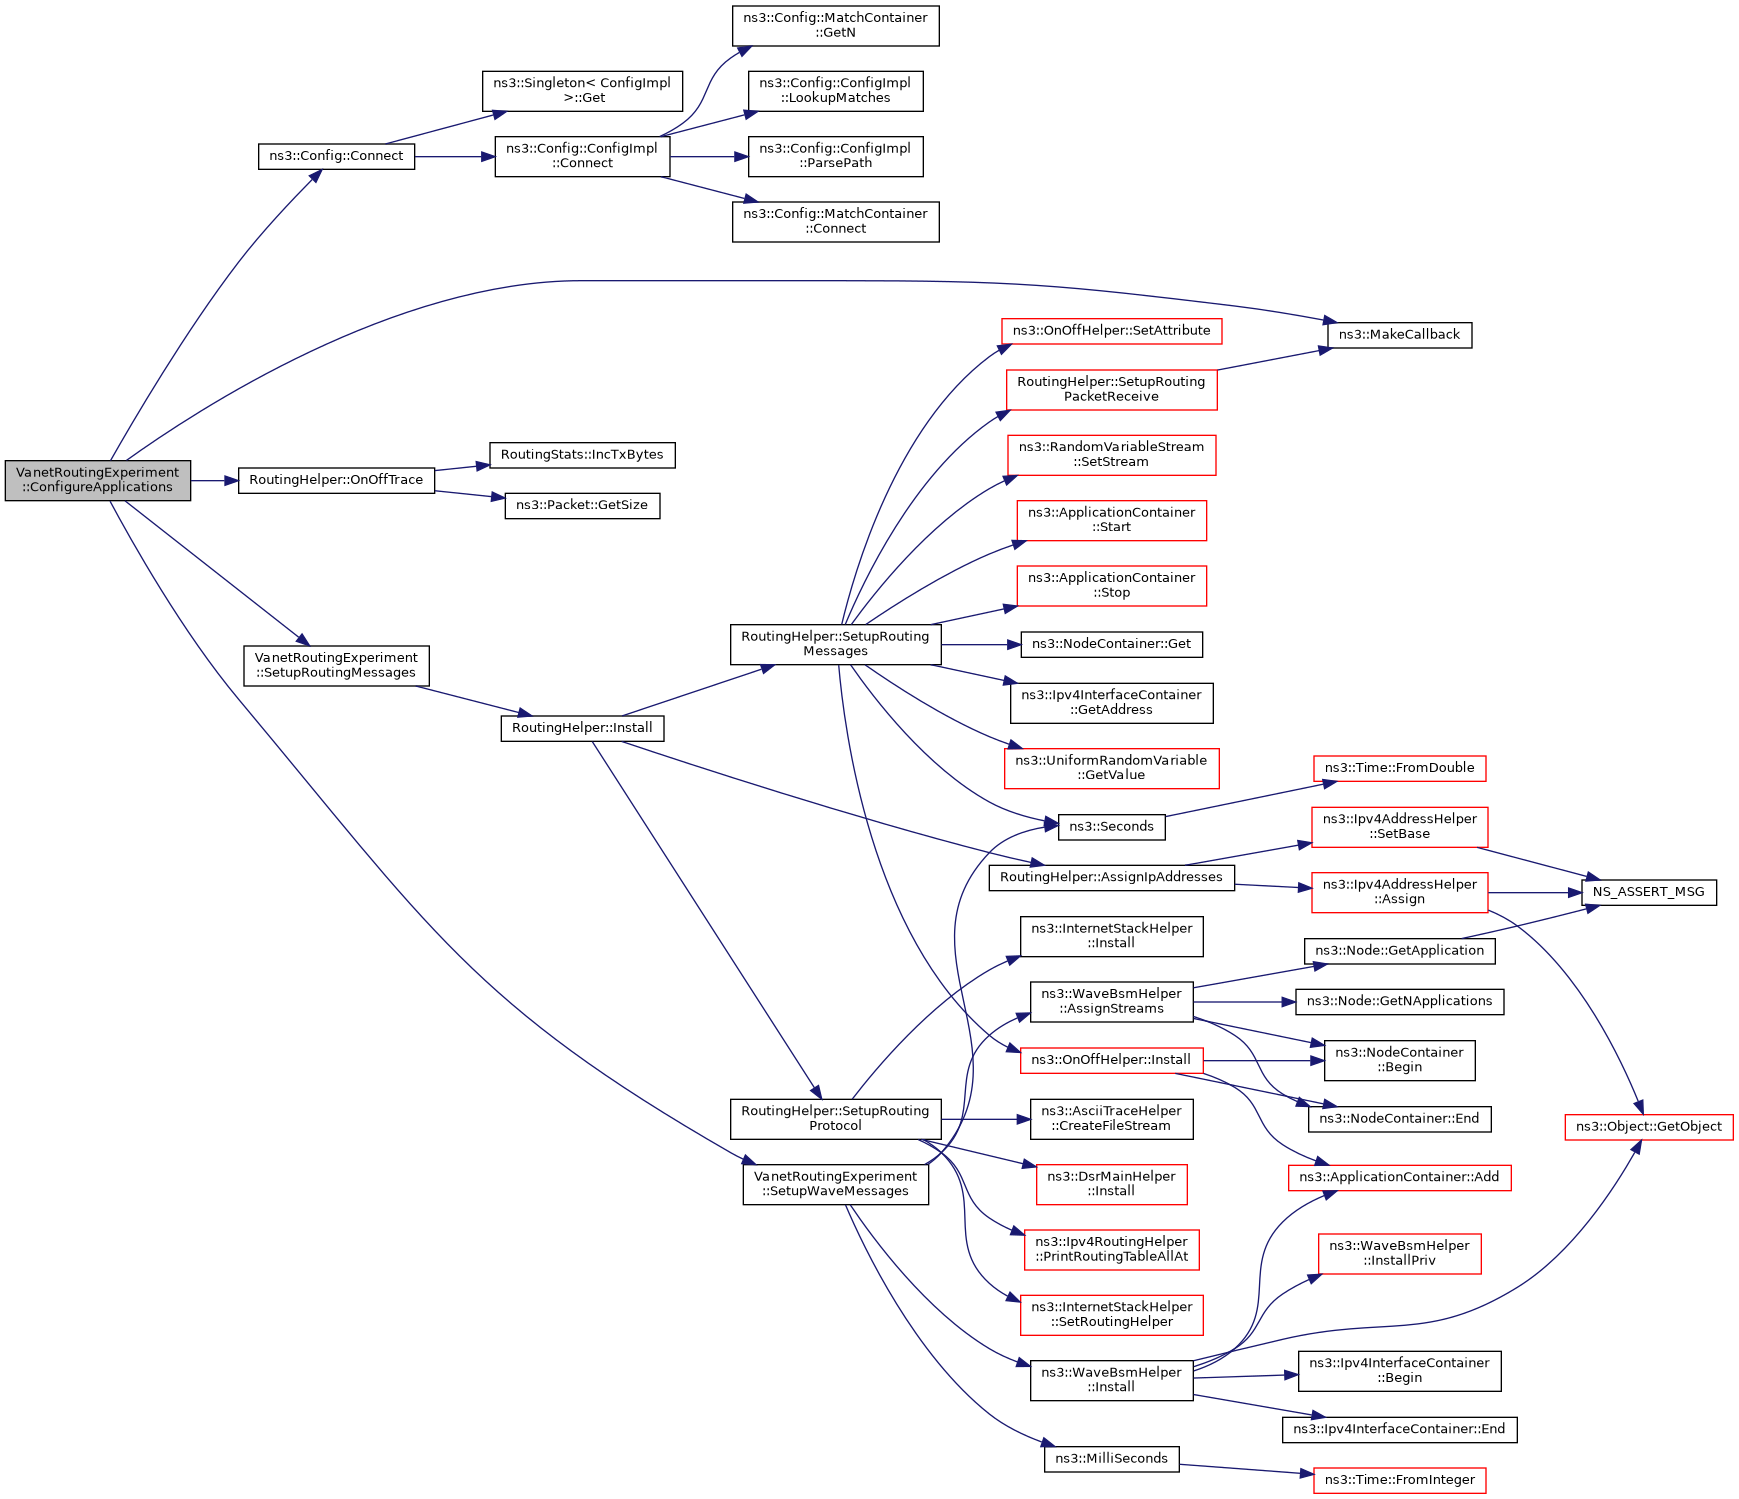 ns3::Config::MatchContainer
::GetN
ns3::Singleton< ConfigImpl
>::Get
ns3::Config::ConfigImpl
::LookupMatches
ns3::Config::Connect
ns3::Config::ConfigImpl
::Connect
ns3::Config::ConfigImpl
::ParsePath
ns3::Config::MatchContainer
::Connect
ns3::OnOffHelper::SetAttribute
ns3::MakeCallback
RoutingHelper::SetupRouting
PacketReceive
VanetRoutingExperiment
::ConfigureApplications
RoutingHelper::OnOffTrace
RoutingStats::IncTxBytes
ns3::Packet::GetSize
ns3::RandomVariableStream
::SetStream
ns3::ApplicationContainer
::Start
ns3::ApplicationContainer
::Stop
VanetRoutingExperiment
::SetupRoutingMessages
RoutingHelper::SetupRouting
Messages
ns3::NodeContainer::Get
ns3::Ipv4InterfaceContainer
::GetAddress
RoutingHelper::Install
ns3::UniformRandomVariable
::GetValue
ns3::Time::FromDouble
ns3::Seconds
ns3::Ipv4AddressHelper
::SetBase
RoutingHelper::AssignIpAddresses
ns3::Ipv4AddressHelper
::Assign
NS_ASSERT_MSG
ns3::InternetStackHelper
::Install
ns3::Node::GetApplication
ns3::WaveBsmHelper
::AssignStreams
ns3::Node::GetNApplications
ns3::OnOffHelper::Install
ns3::NodeContainer
::Begin
RoutingHelper::SetupRouting
Protocol
ns3::AsciiTraceHelper
::CreateFileStream
ns3::NodeContainer::End
ns3::Object::GetObject
VanetRoutingExperiment
::SetupWaveMessages
ns3::DsrMainHelper
::Install
ns3::ApplicationContainer::Add
ns3::Ipv4RoutingHelper
::PrintRoutingTableAllAt
ns3::WaveBsmHelper
::InstallPriv
ns3::InternetStackHelper
::SetRoutingHelper
ns3::WaveBsmHelper
::Install
ns3::Ipv4InterfaceContainer
::Begin
ns3::Ipv4InterfaceContainer::End
ns3::MilliSeconds
ns3::Time::FromInteger